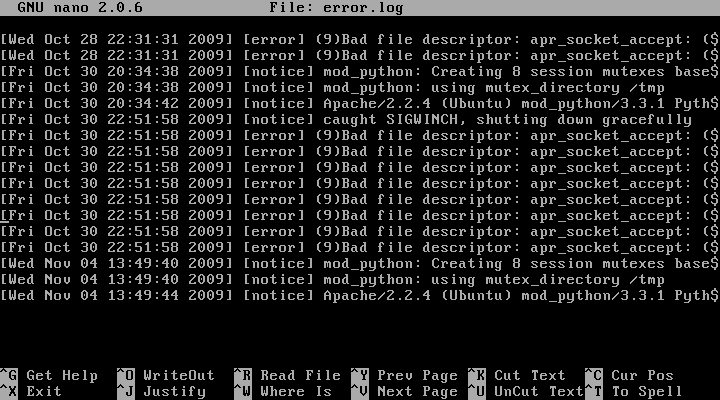 GNU nano 2.0.6 File: error.log
[Wed Oct 28 22:31:31 2009] [error] (9)Bad file descriptor: apr_socket_accept: ($
[Wed Oct 28 22:31:31 2009] [error] (9)Bad file descriptor: apr_socket_accept: ($
[Fri Oct 30 20:34:38 2009] [notice] mod_python: Creating 8 session mutexes base$
[Fri Oct 30 20:34:38 2009] [notice] mod_python: using mutex_directory /tmp
[Fri Oct 30 20:34:42 2009] [notice] Apache/2.2.4 (Ubuntu) mod_python/3.3.1 Pyth$
[Fri Oct 30 22:51:58 2009] [notice] caught SIGWINCH, shutting down gracefully
[Fri Oct 30 22:51:58 2009] [error] (9)Bad file descriptor: apr_socket_accept: ($
[Fri Oct 30 22:51:58 2009] [error] (9)Bad file descriptor: apr_socket_accept: ($
[Fri Oct 30 22:51:58 2009] [error] (9)Bad file descriptor: apr_socket_accept: ($
[Fri Oct 30 22:51:58 2009] [error] (9)Bad file descriptor: apr_socket_accept: ($
[Fri Oct 30 22:51:58 2009] [error] (9)Bad file descriptor: apr_socket_accept: ($
[Fri Oct 30 22:51:58 2009] [error] (9)Bad file descriptor: apr_socket_accept: ($
[Fri Oct 30 22:51:58 2009] [error] (9)Bad file descriptor: apr_socket_accept: ($
[Fri Oct 30 22:51:58 2009] [error] (9)Bad file descriptor: apr_socket_accept: ($
[Wed Nov 04 13:49:40 2009] [notice] mod_python: Creating 8 session mutexes base$
[Wed Nov 04 13:49:40 2009] [notice] mod_python: using mutex_directory /tmp
[Wed Nov 04 13:49:44 2009] [notice] Apache/2.2.4 (Ubuntu) mod_python/3.3.1 Pyth$
^G Get Help ^O WriteOut ^R Read File ^Y Prev Page ^K Cut Text ^C Cur Pos
^X Exit ^J Justify ^W Where Is ^V Next Page ^U UnCut Text ^T To Spell